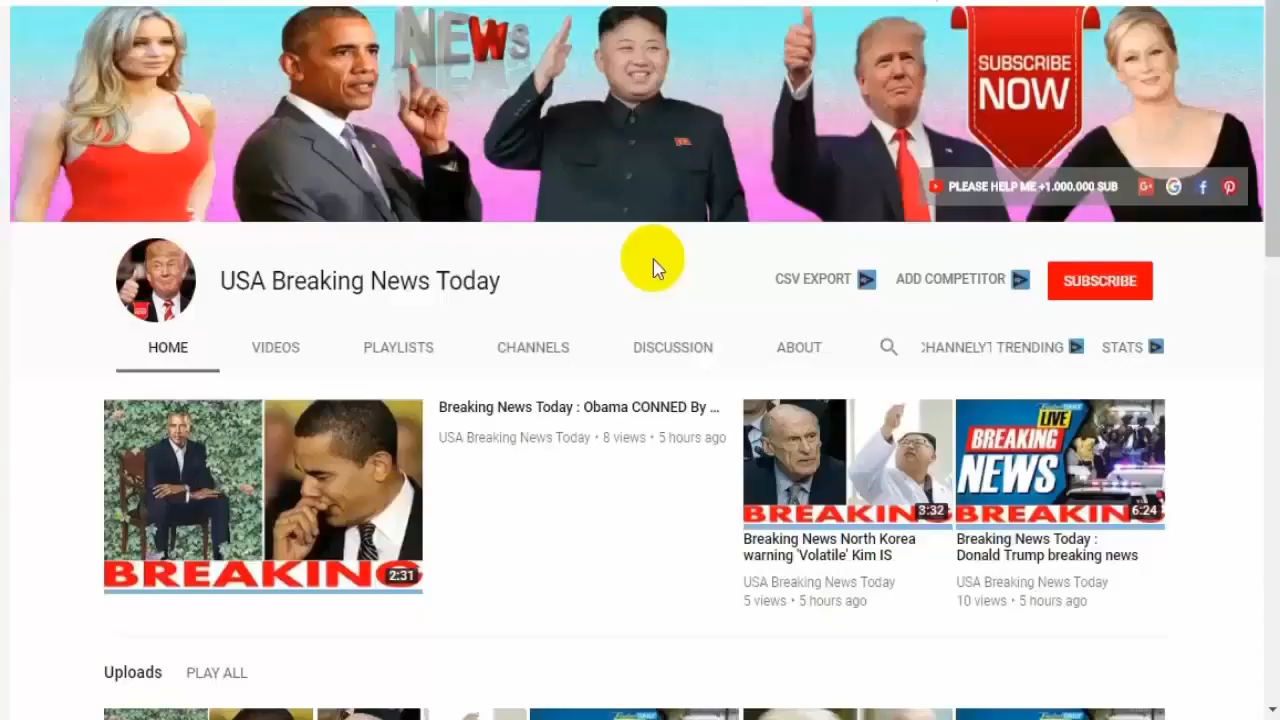 NEWS
SUBSCRIBE
NOW
PLEASE HELP ME +1.000.000 SUB
USA Breaking News Today
CSV EXPORT
ADD COMPETITOR
SUBSCRIBE
HOME
VIDEOS
PLAYLISTS
CHANNELS
DISCUSSION
ABOUT
CHANNELYT TRENDING
STATS
Breaking News Today : Obama CONNED By ...
USA Breaking News Today • 8 views • 5 hours ago
BREAKING
2:31
BREAKIN
3:32
Breaking News North Korea
warning 'Volatile' Kim IS
USA Breaking News Today
5 views • 5 hours ago
LIVE
BREAKING
NEWS
BREAKIN
6:24
Breaking News Today :
Donald Trump breaking news
USA Breaking News Today
10 views • 5 hours ago
Uploads
PLAY ALL